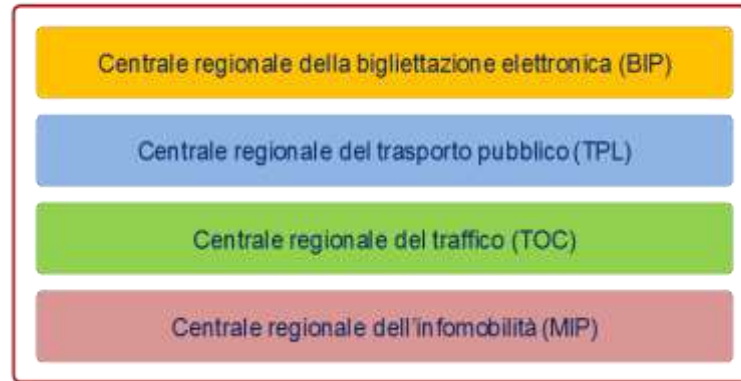 Centrale regionale della bigliettazione elettronica (BIP)
Centrale regionale del trasporto pubblico (TPL)
Centrale regionale del traffico (TOC)
Centrale regionale dell'infomobilità (MIP)